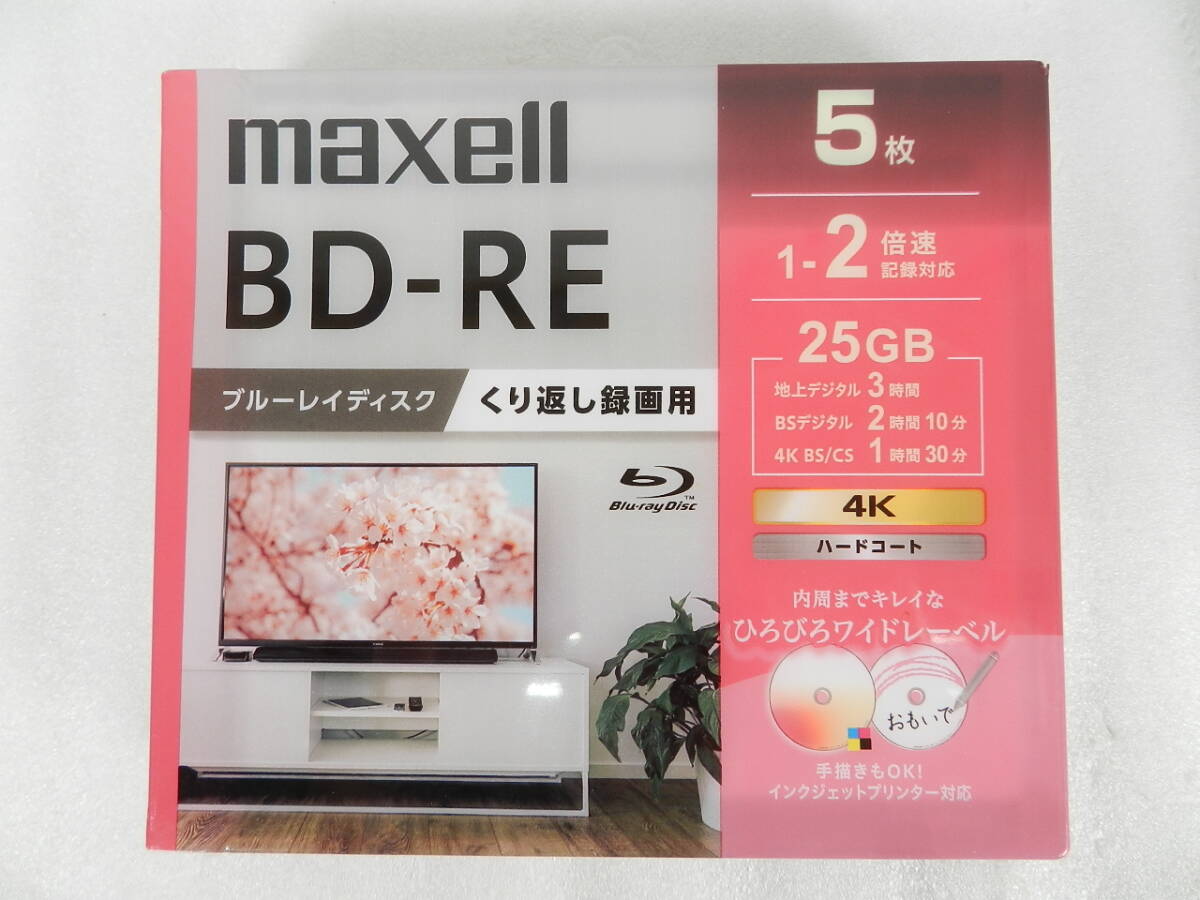 maxell
BD-RE
ブルーレイディスク
くり返し録画用
Blu-ray Disc™
5枚
1-2倍速
記録対応
25GB
地上デジタル 3時間
BSデジタル 2時間10分
4K BS/CS 1時間30分
4K
ハードコート
内周までキレイな
ひろびろワイドレーベル
おもいで
手描きもOK!
インクジェットプリンター対応